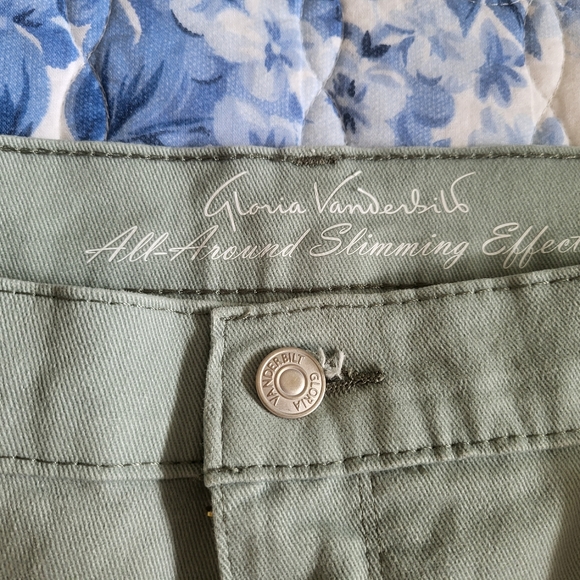 Gloria Vanderbilt
All-Around Slimming Effect
GLORIA VANDERBILT